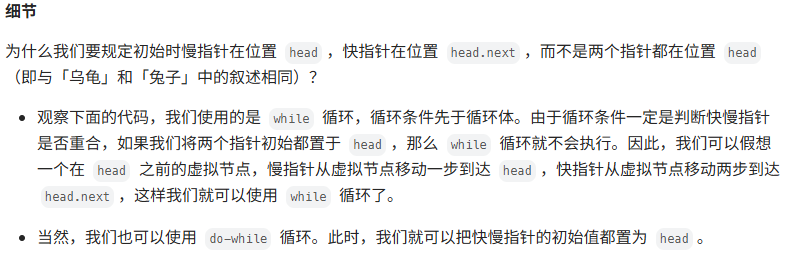 细节
为什么我们要规定初始时慢指针在位置 head，快指针在位置 head.next，而不是两个指针都在位置 head
（即与「乌龟」和「兔子」中的叙述相同）？
• 观察下面的代码，我们使用的是 while 循环，循环条件先于循环体。由于循环条件一定是判断快慢指针
是否重合，如果我们将两个指针初始都置于 head，那么 while 循环就不会执行。因此，我们可以假想
一个在 head 之前的虚拟节点，慢指针从虚拟节点移动一步到达 head，快指针从虚拟节点移动两步到达
head.next，这样我们就可以使用 while 循环了。
• 当然，我们也可以使用 do-while 循环。此时，我们就可以把快慢指针的初始值都置为 head。